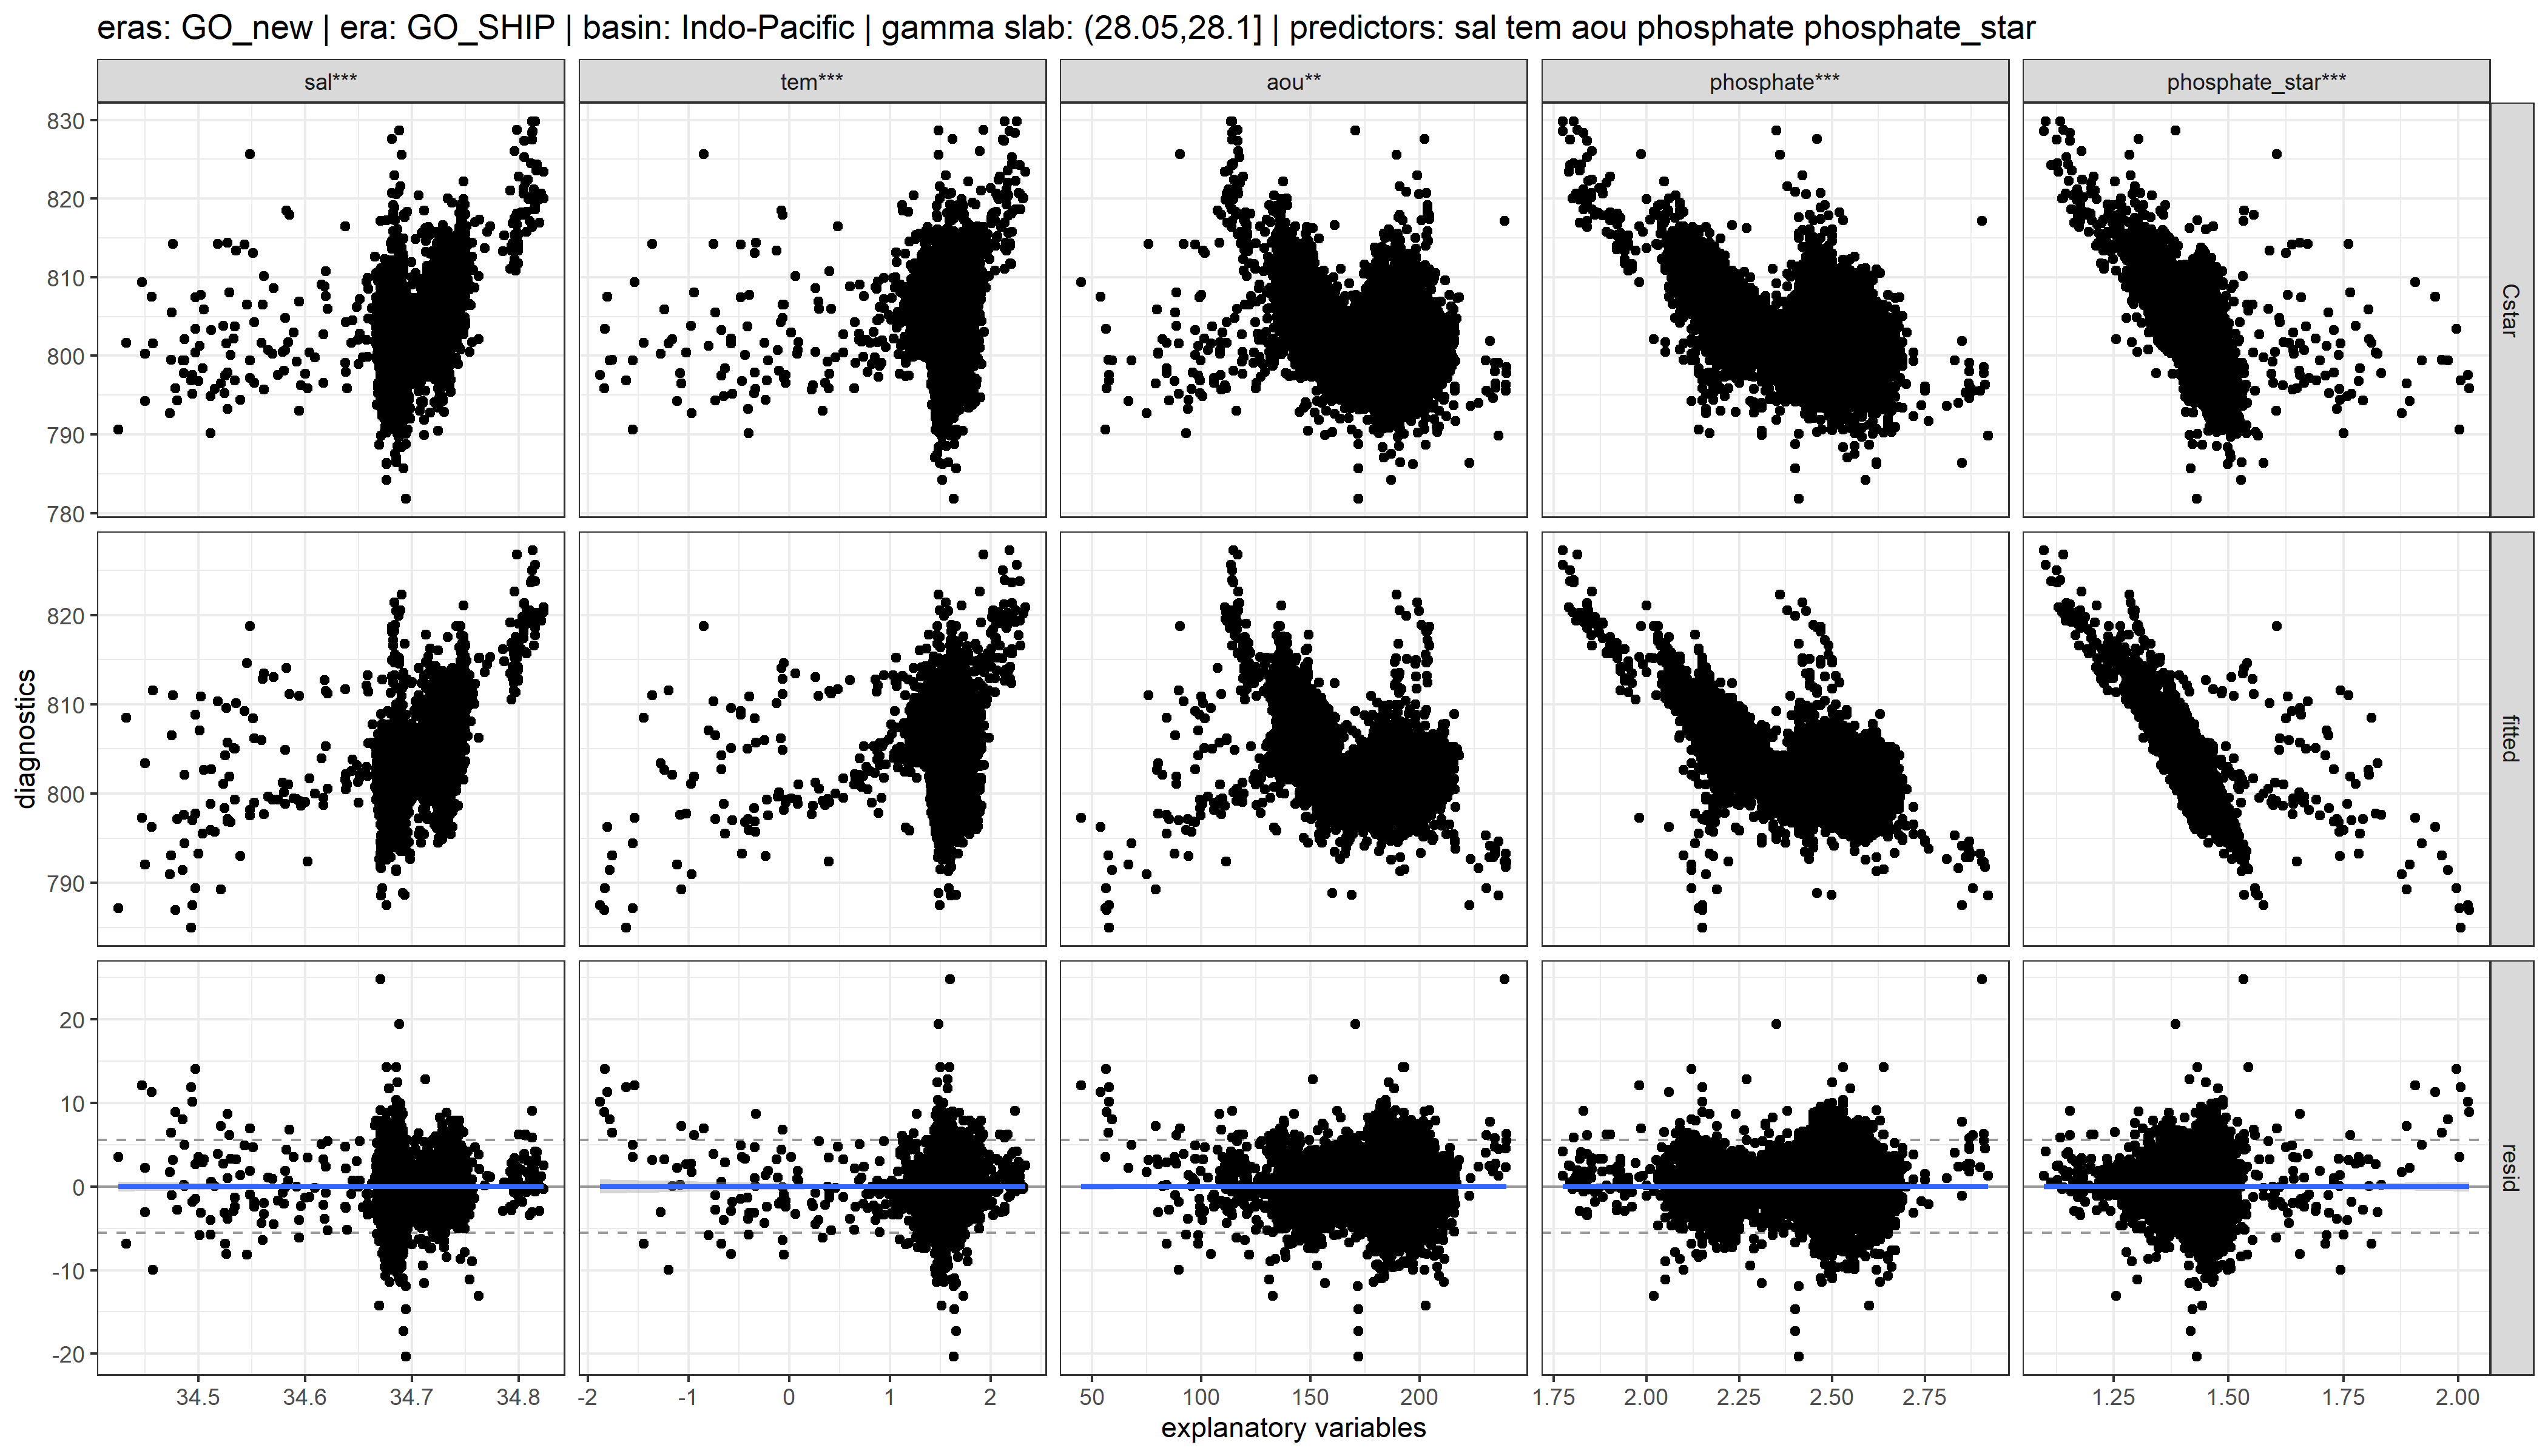 eras: GO_new | era: GO_SHIP | basin: Indo-Pacific | gamma slab: (28.05,28.1] | predictors: sal tem aou phosphate phosphate_star
sal*** tem*** aou** phosphate*** phosphate_star***
830
820
810
800
790
780
Cstar
820
810
800
790
fitted
diagnostics
20
10
0
-10
-20
resid
34.5 34.6 34.7 34.8 -2 -1 0 1 2 50 100 150 200 1.75 2.00 2.25 2.50 2.75 1.25 1.50 1.75 2.00
explanatory variables